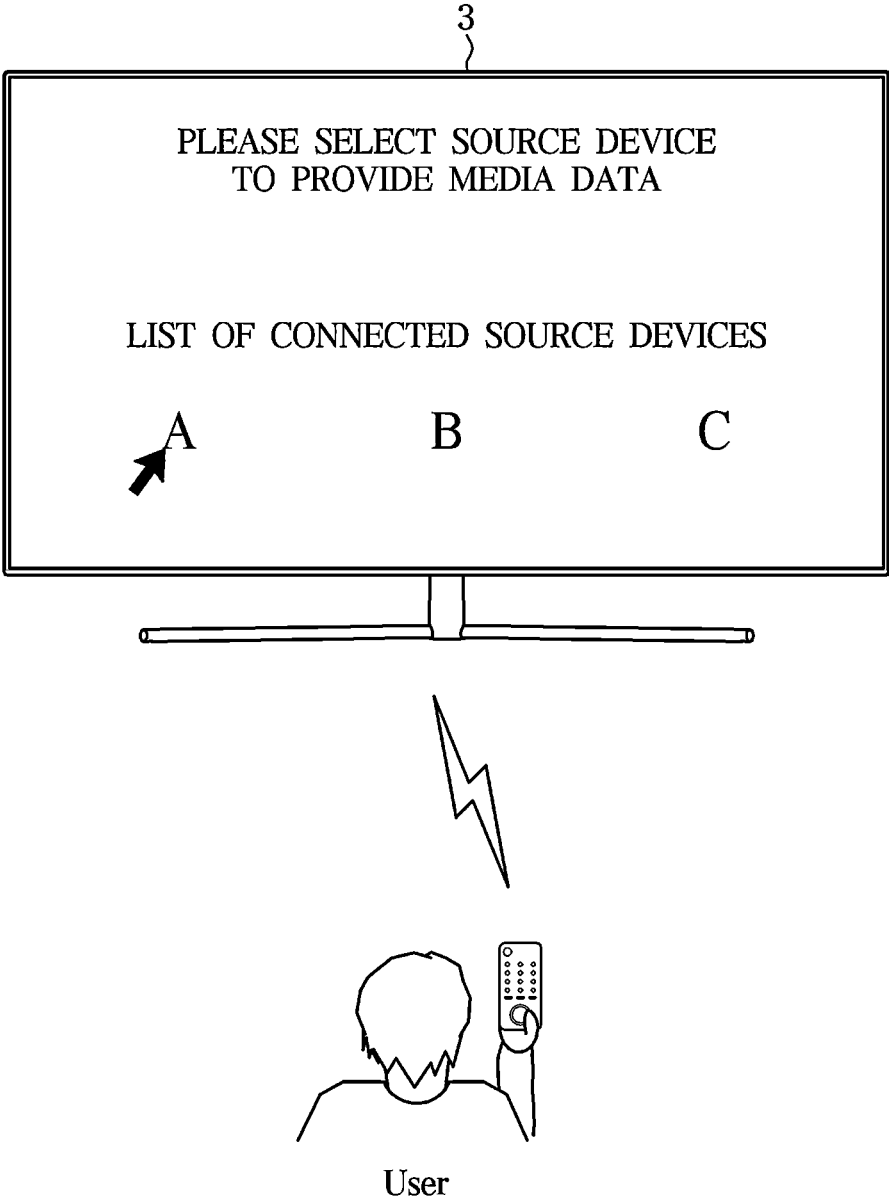 3
PLEASE SELECT SOURCE DEVICE
TO PROVIDE MEDIA DATA
LIST OF CONNECTED SOURCE DEVICES
A B C
User